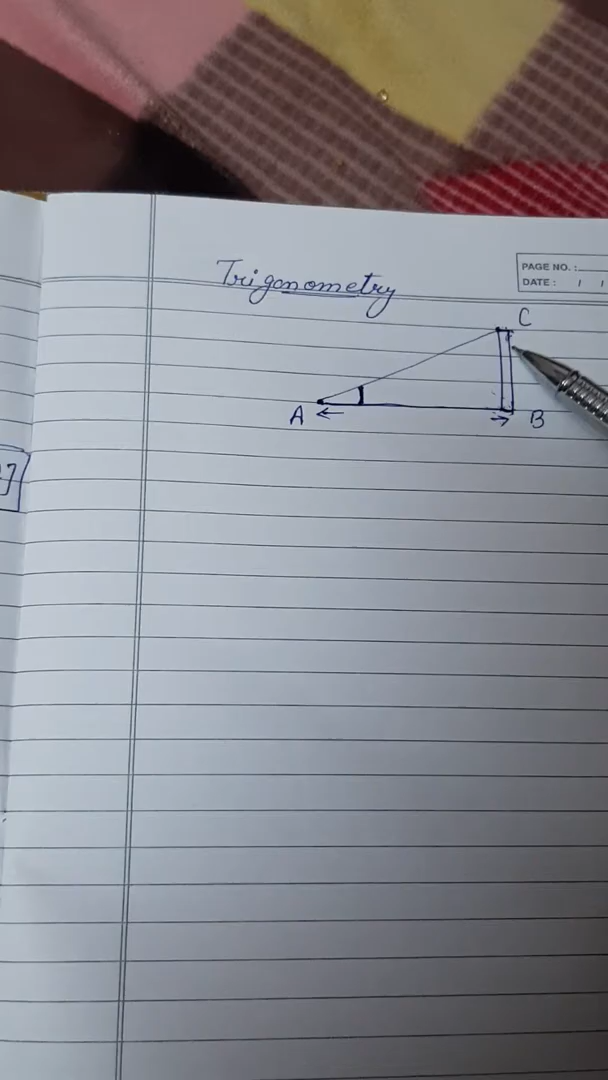 Trigonometry
PAGE NO. :
DATE : / /
C
A
B